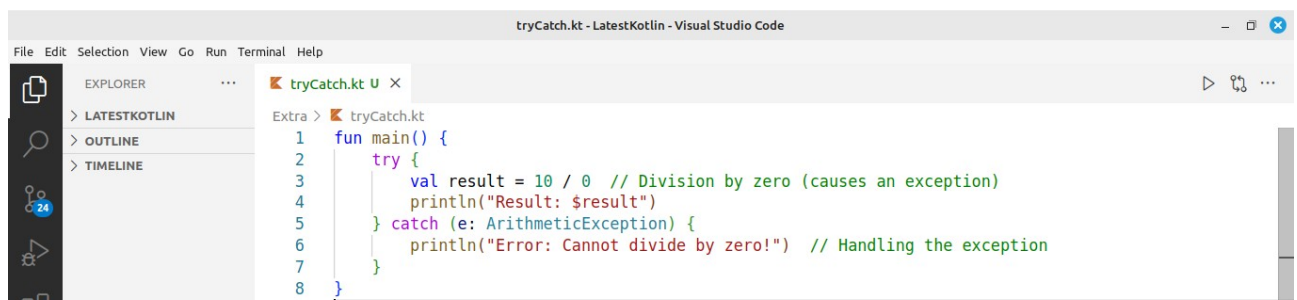 tryCatch.kt - LatestKotlin - Visual Studio Code
File Edit Selection View Go Run Terminal Help
EXPLORER ··· tryCatch.kt U ×
> LATESTKOTLIN
> OUTLINE
> TIMELINE
24
Extra > tryCatch.kt
1 fun main() {
2     try {
3         val result = 10 / 0  // Division by zero (causes an exception)
4         println("Result: $result")
5     } catch (e: ArithmeticException) {
6         println("Error: Cannot divide by zero!")  // Handling the exception
7     }
8 }